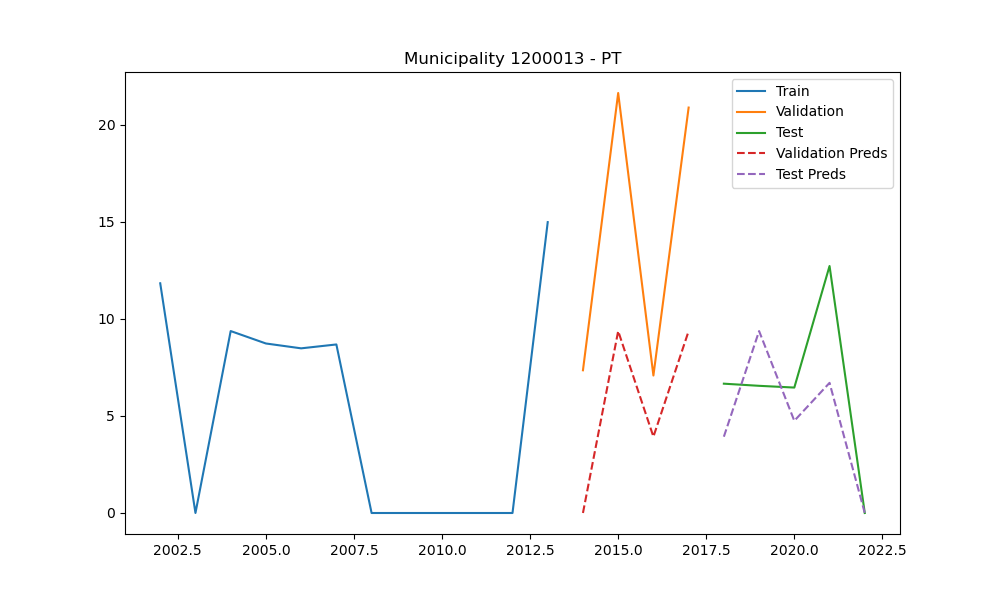 Municipality 1200013 - PT
Train
Validation
Test
Validation Preds
Test Preds
20
15
10
5
0
2002.5 2005.0 2007.5 2010.0 2012.5 2015.0 2017.5 2020.0 2022.5